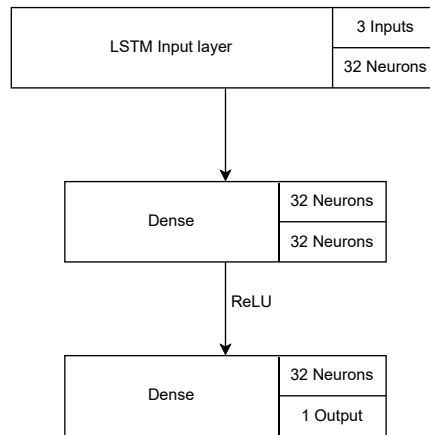 LSTM Input layer
3 Inputs
32 Neurons
Dense
32 Neurons
32 Neurons
ReLU
Dense
32 Neurons
1 Output